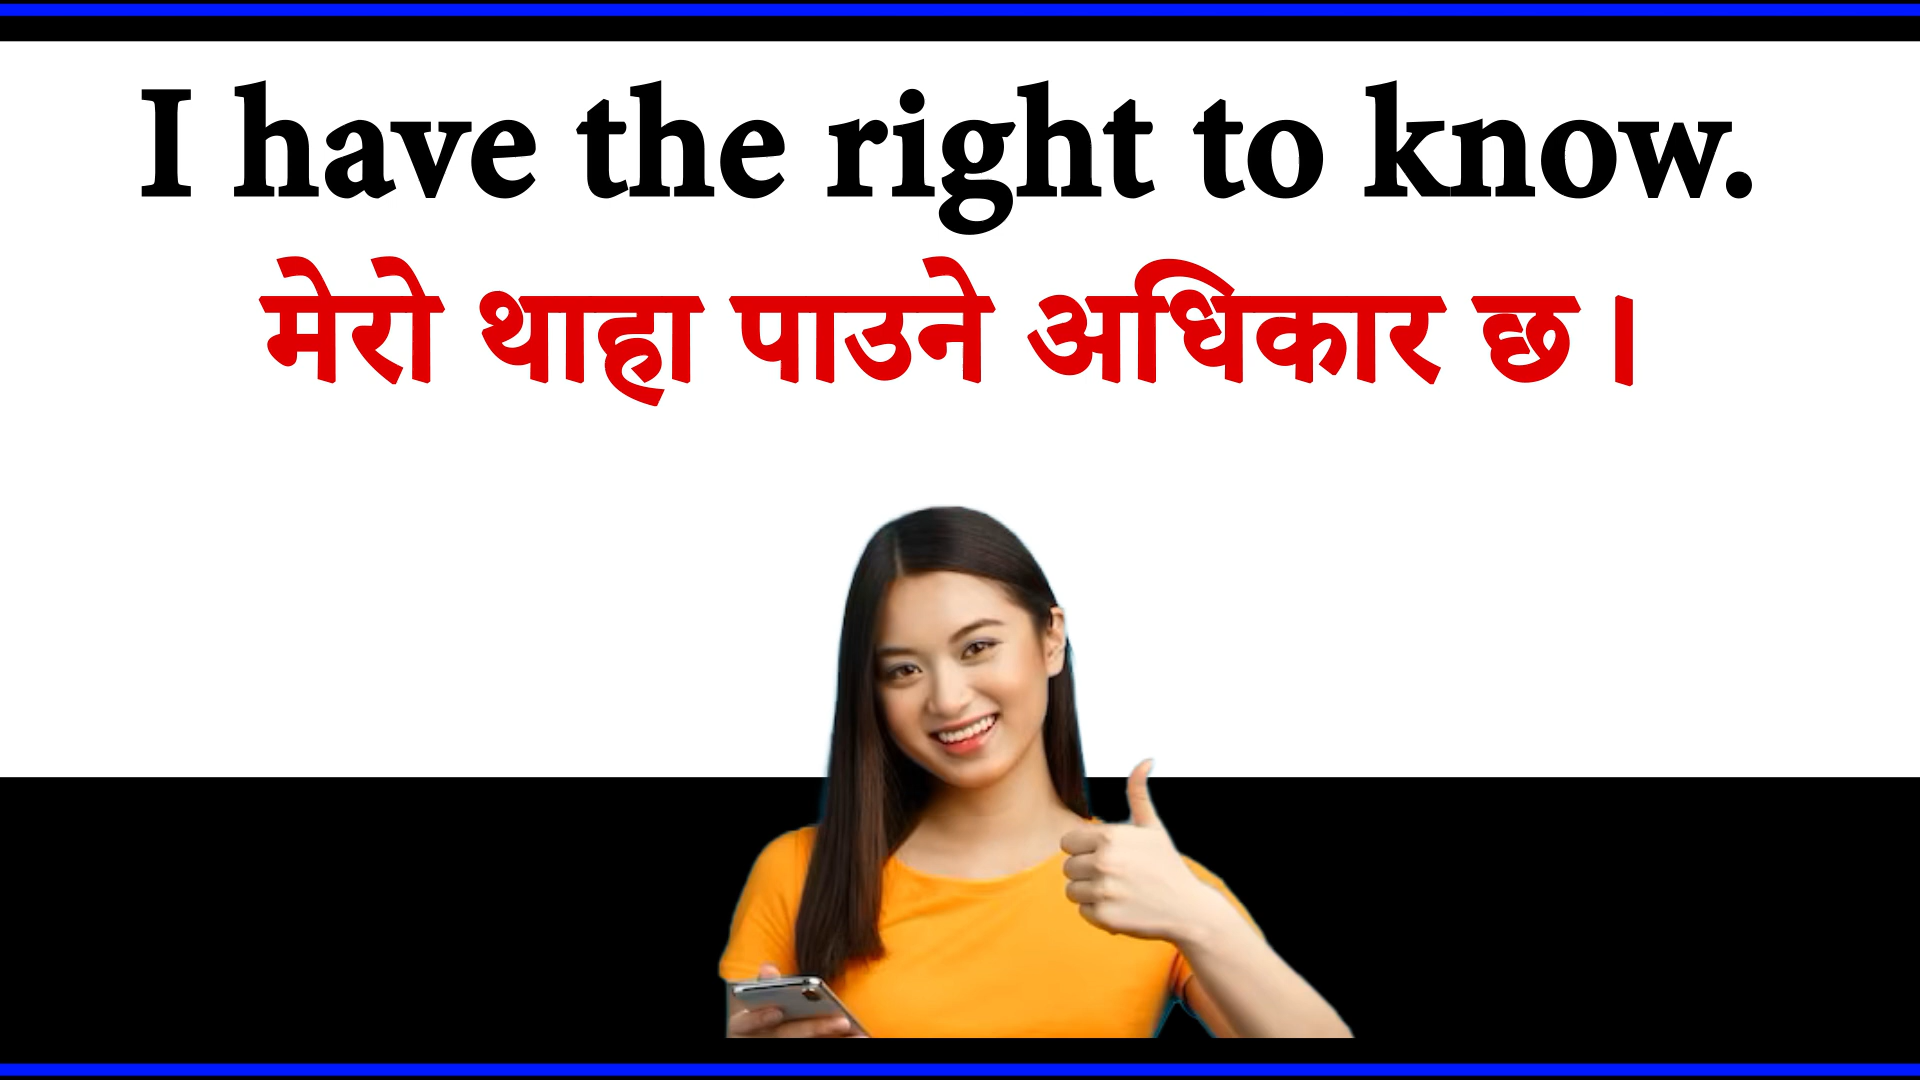 I have the right to know.
मेरो थाहा पाउने अधिकार छ।